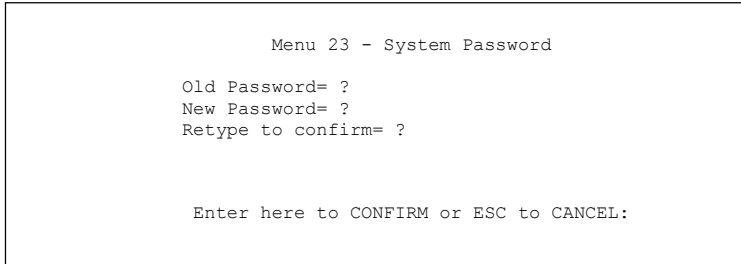 Menu 23 - System Password
Old Password= ?
New Password= ?
Retype to confirm= ?
Enter here to CONFIRM or ESC to CANCEL: